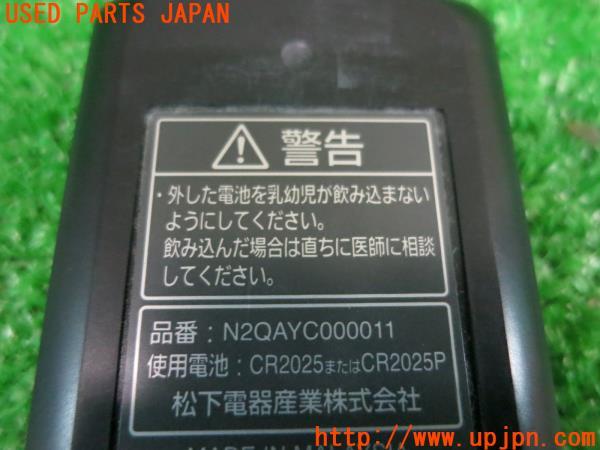 USED PARTS JAPAN
警告
・外した電池を乳幼児が飲み込まない
ようにしてください。
飲み込んだ場合は直ちに医師に相談
してください。
品番：N2QAYC000011
使用電池：CR2025またはCR2025P
松下電器産業株式会社
www.upjpn.com